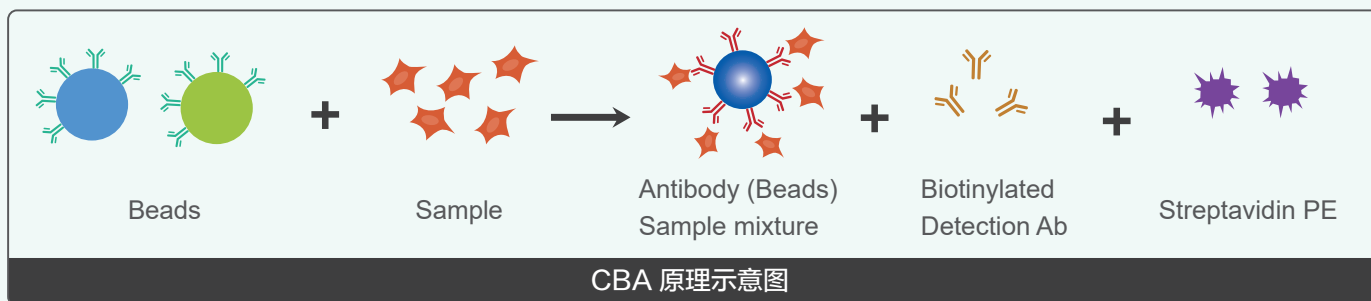 Beads
Sample
Antibody (Beads)
Sample mixture
Biotinylated
Detection Ab
Streptavidin PE
CBA 原理示意图